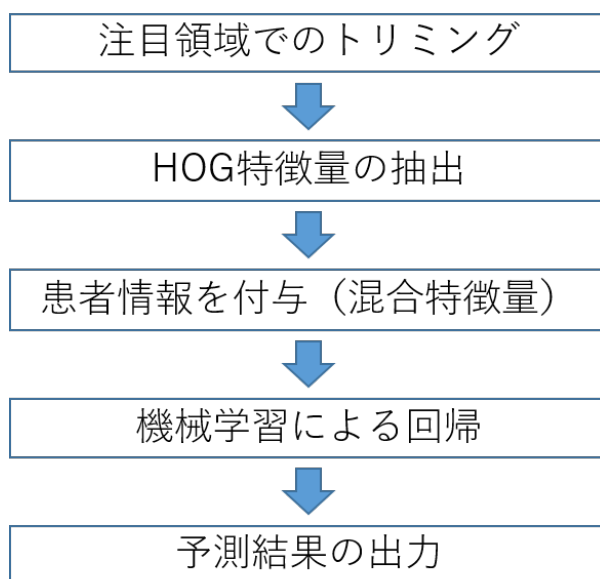 注目領域でのトリミング
HOG特徴量の抽出
患者情報を付与（混合特徴量）
機械学習による回帰
予測結果の出力